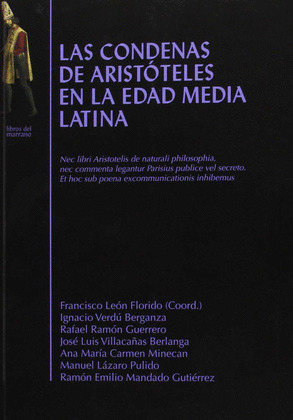 LAS CONDENAS
DE ARISTÓTELES
EN LA EDAD MEDIA
LATINA
libros del
marrano
Nec libri Aristotelis de naturali philosophia,
nec commenta legantur Parisius publice vel secreto.
Et hoc sub poena excommunicationis inhibemus
Francisco León Florido (Coord.)
Ignacio Verdú Berganza
Rafael Ramón Guerrero
José Luis Villacañas Berlanga
Ana María Carmen Minecan
Manuel Lázaro Pulido
Ramón Emilio Mandado Gutiérrez